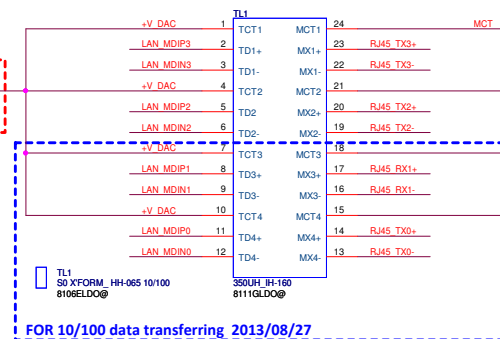 TL1
+V_DAC 1 TCT1 MCT1 24 MCT
LAN_MDIP3 2 TD1+ MX1+ 23 RJ45_TX3+
LAN_MDIN3 3 TD1- MX1- 22 RJ45_TX3-
+V_DAC 4 TCT2 MCT2 21
LAN_MDIP2 5 TD2 MX2+ 20 RJ45_TX2+
LAN_MDIN2 6 TD2- MX2- 19 RJ45_TX2-
+V_DAC 7 TCT3 MCT3 18
LAN_MDIP1 8 TD3+ MX3+ 17 RJ45_RX1+
LAN_MDIN1 9 TD3- MX3- 16 RJ45_RX1-
+V_DAC 10 TCT4 MCT4 15
LAN_MDIP0 11 TD4+ MX4+ 14 RJ45_TX0+
LAN_MDIN0 12 TD4- MX4- 13 RJ45_TX0-
TL1
S0 X'FORM_ HH-065 10/100
8106ELDO@
350UH_IH-160
8111GLDO@
FOR 10/100 data transferring 2013/08/27